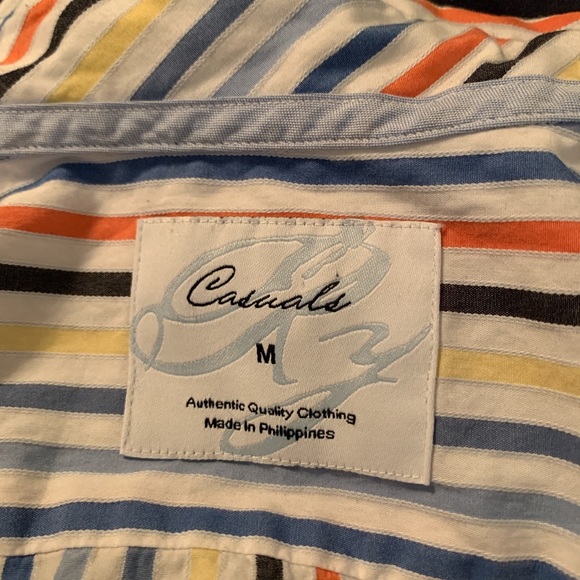 Casuals
M
Authentic Quality Clothing
Made In Philippines